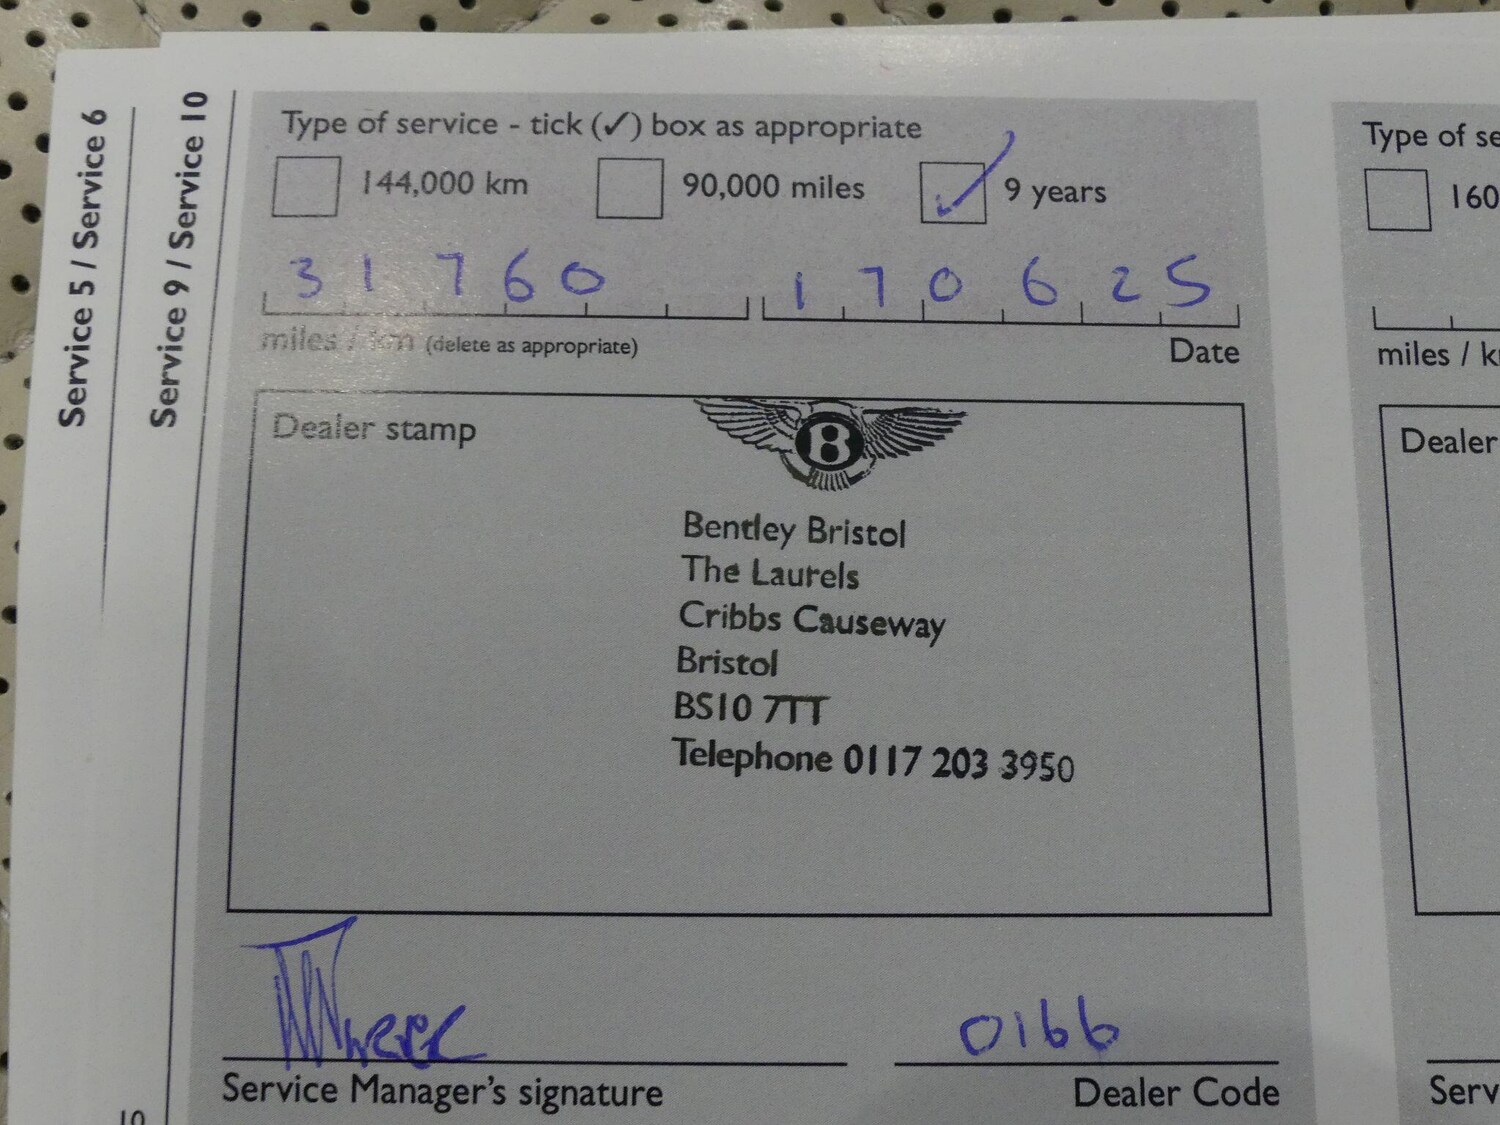 Service 5 / Service 6
Service 9 / Service 10
Type of service - tick (✓) box as appropriate
144,000 km 90,000 miles ✓ 9 years
31760 170625
miles / km (delete as appropriate) Date
Dealer stamp
B
Bentley Bristol
The Laurels
Cribbs Causeway
Bristol
BS10 7TT
Telephone 0117 203 3950
0166
Service Manager's signature Dealer Code
10
Type of se
160
miles / k
Dealer
Serv